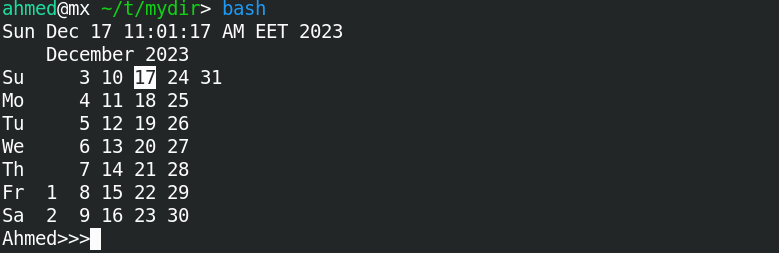 ahmed@mx ~/t/mydir> bash
Sun Dec 17 11:01:17 AM EET 2023
    December 2023
Su     3 10 17 24 31
Mo     4 11 18 25
Tu     5 12 19 26
We     6 13 20 27
Th     7 14 21 28
Fr  1  8 15 22 29
Sa  2  9 16 23 30
Ahmed>>>